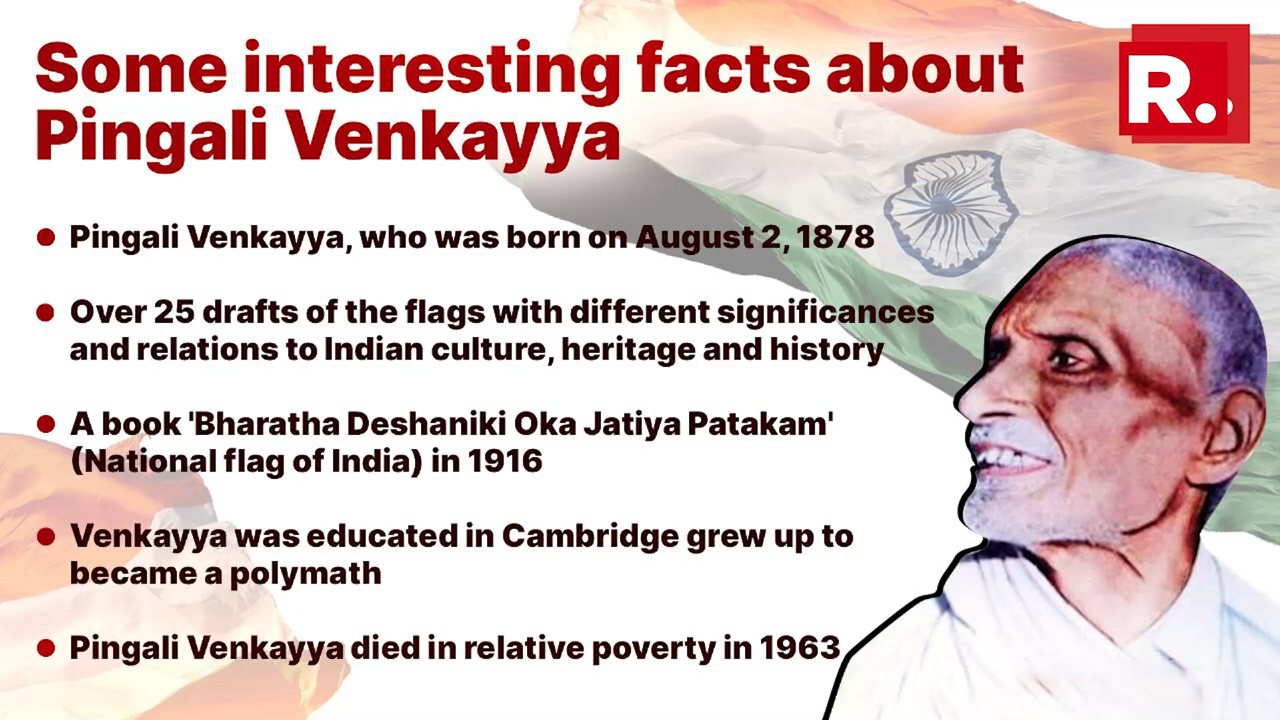 Some interesting facts about
Pingali Venkayya
R.
• Pingali Venkayya, who was born on August 2, 1878
• Over 25 drafts of the flags with different significances
and relations to Indian culture, heritage and history
• A book 'Bharatha Deshaniki Oka Jatiya Patakam'
(National flag of India) in 1916
• Venkayya was educated in Cambridge grew up to
became a polymath
• Pingali Venkayya died in relative poverty in 1963